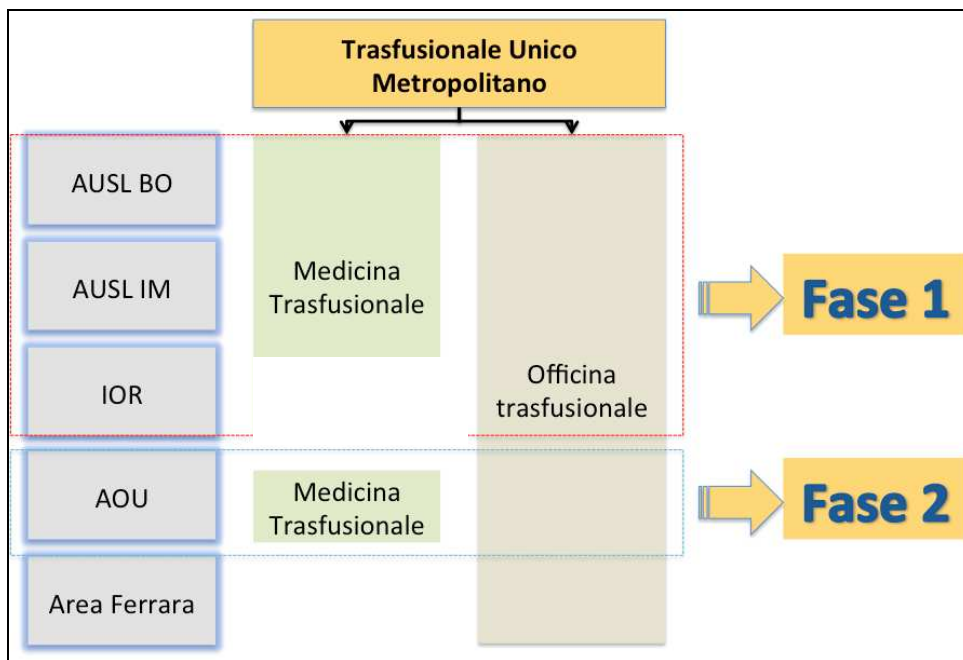 Trasfusionale Unico
Metropolitano
AUSL BO
AUSL IM
IOR
AOU
Area Ferrara
Medicina
Trasfusionale
Medicina
Trasfusionale
Officina
trasfusionale
Fase 1
Fase 2